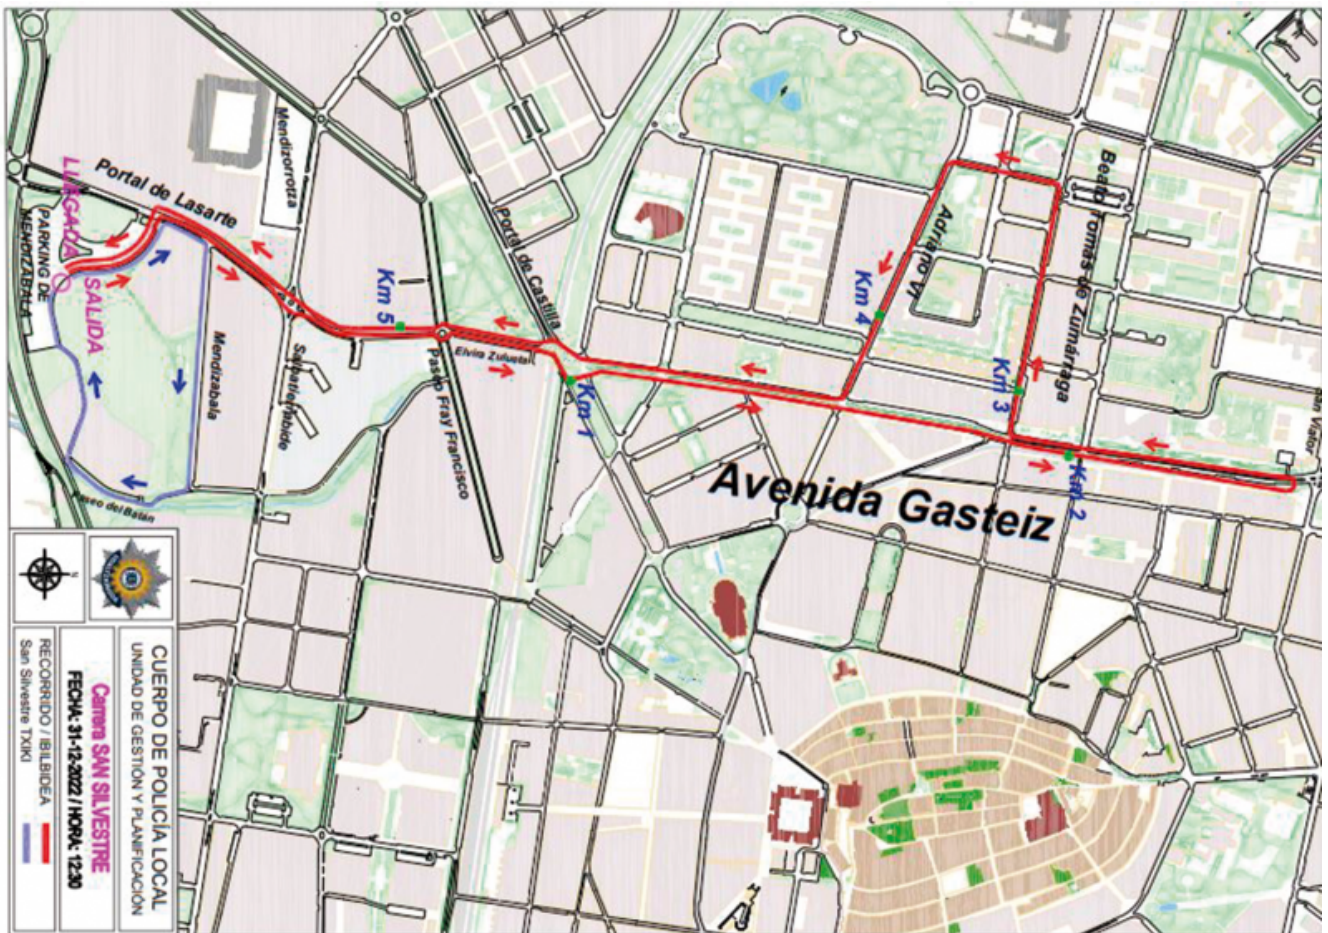 Portal de Lasarte
Mendizorrotza
LLEGADA
SALIDA
PARKING DE
MENDIZABALA
Mendizabala
Salbatierrabide
Paseo del Batán
Km 5
Paseo Fray Francisco
Portal de Castilla
Elvira Zulueta
Km 1
Adriano VI
Km 4
Beato Tomás de Zumárraga
Km 3
Km 2
Avenida Gasteiz
N
CUERPO DE POLICÍA LOCAL
UNIDAD DE GESTIÓN Y PLANIFICACIÓN
Carrera SAN SILVESTRE
FECHA: 31-12-2022 / HORA: 12:30
RECORRIDO / IBILBIDEA
San Silvestre TXIKI